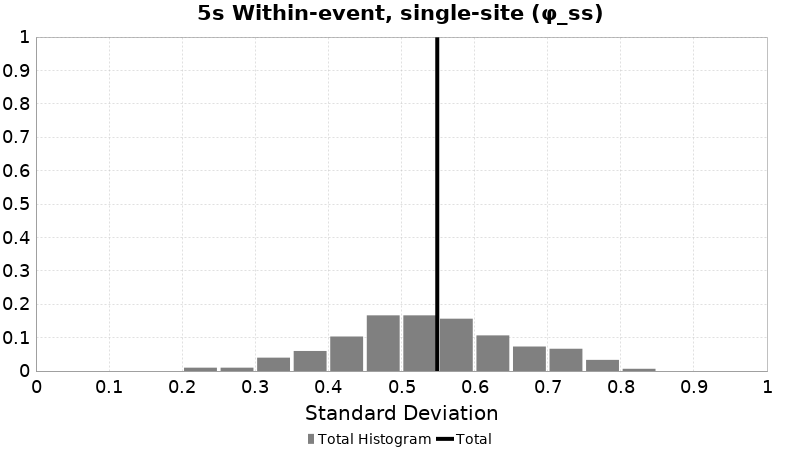 5s Within-event, single-site (φ_ss)
1
0.9
0.8
0.7
0.6
0.5
0.4
0.3
0.2
0.1
0
0 0.1 0.2 0.3 0.4 0.5 0.6 0.7 0.8 0.9 1
Standard Deviation
Total Histogram Total